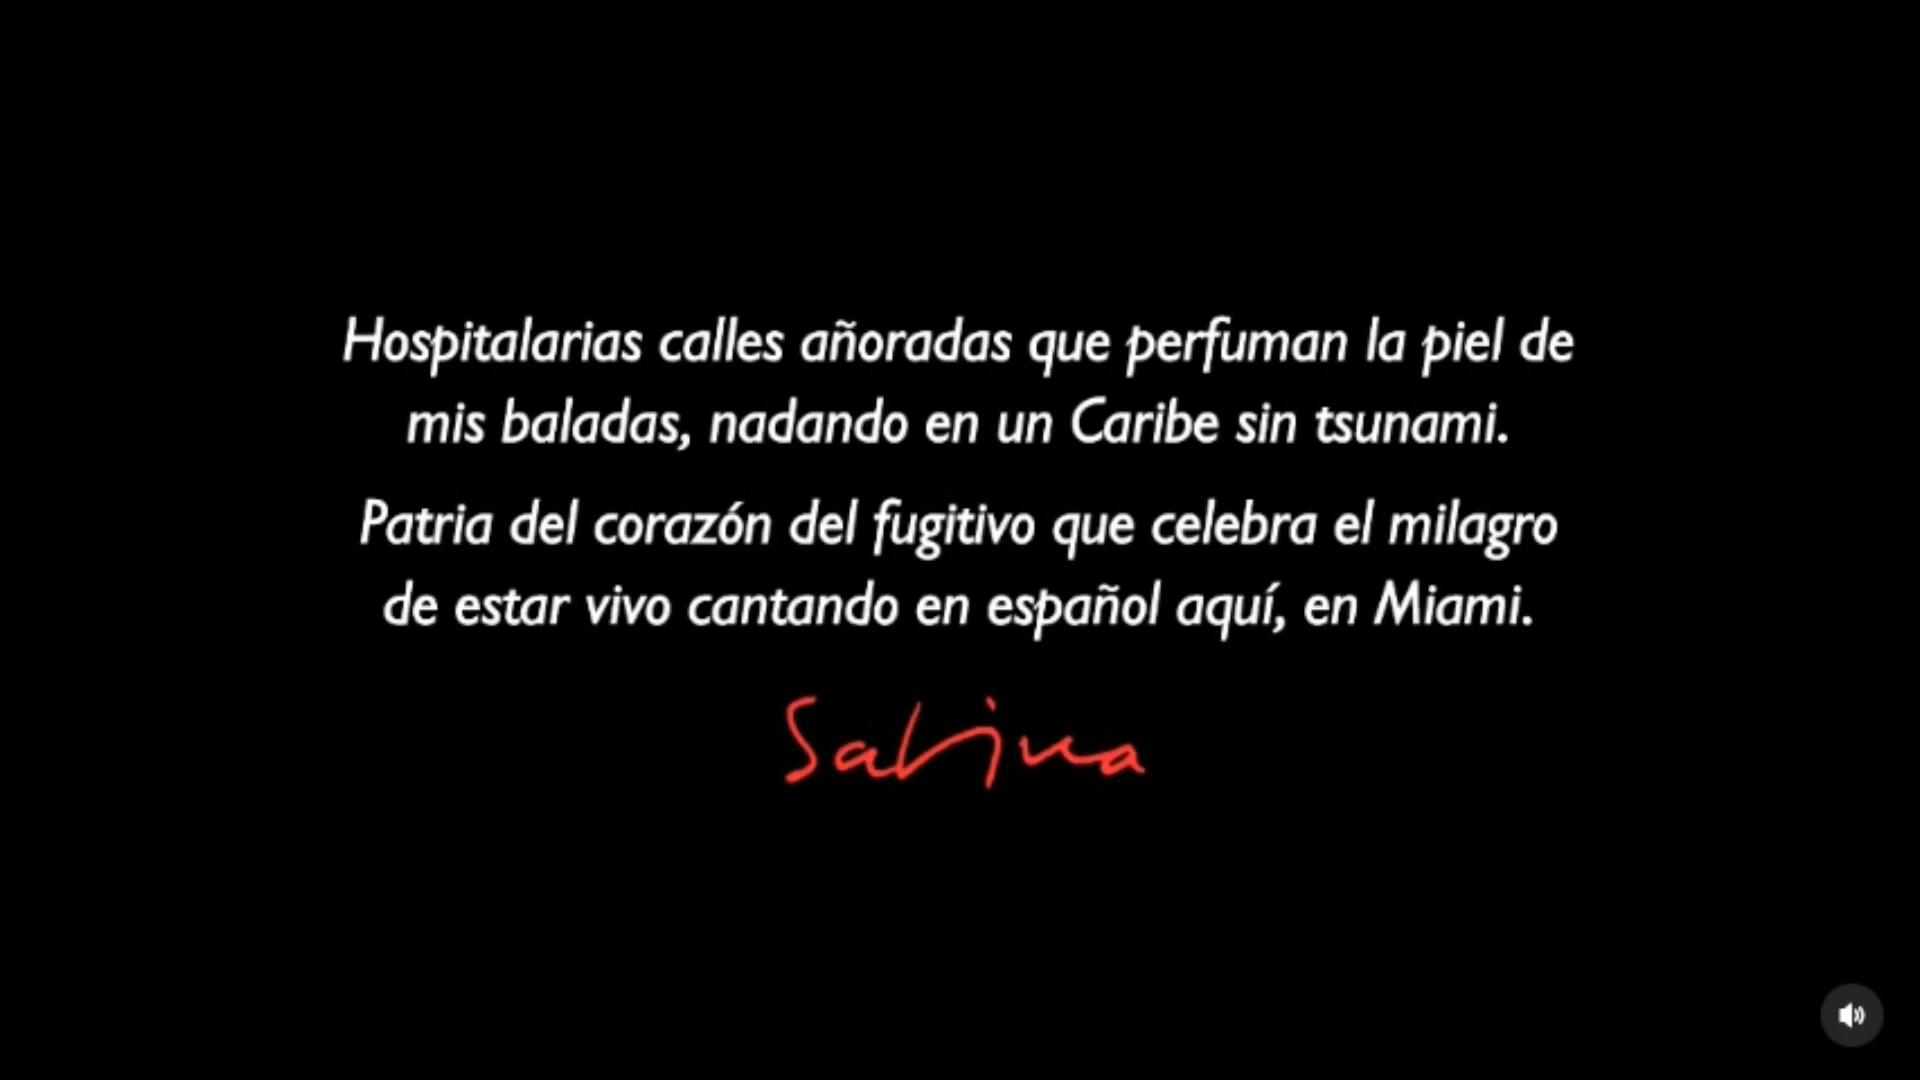 Hospitalarias calles añoradas que perfuman la piel de
mis baladas, nadando en un Caribe sin tsunami.
Patria del corazón del fugitivo que celebra el milagro
de estar vivo cantando en español aquí, en Miami.
Sabina